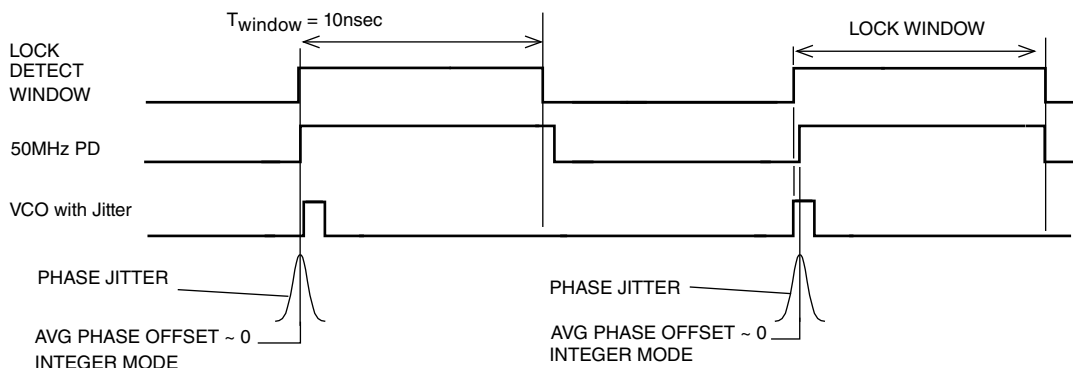 T window = 10nsec
LOCK WINDOW
LOCK
DETECT
WINDOW
50MHz PD
VCO with Jitter
PHASE JITTER
AVG PHASE OFFSET ~ 0
INTEGER MODE
PHASE JITTER
AVG PHASE OFFSET ~ 0
INTEGER MODE